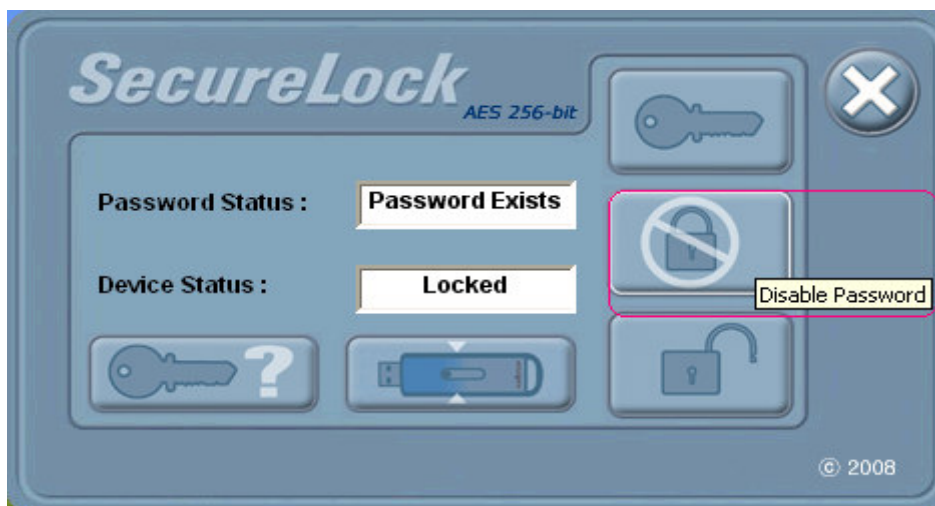 SecureLock
AES 256-bit
Password Status : Password Exists
Device Status : Locked
Disable Password
?
© 2008